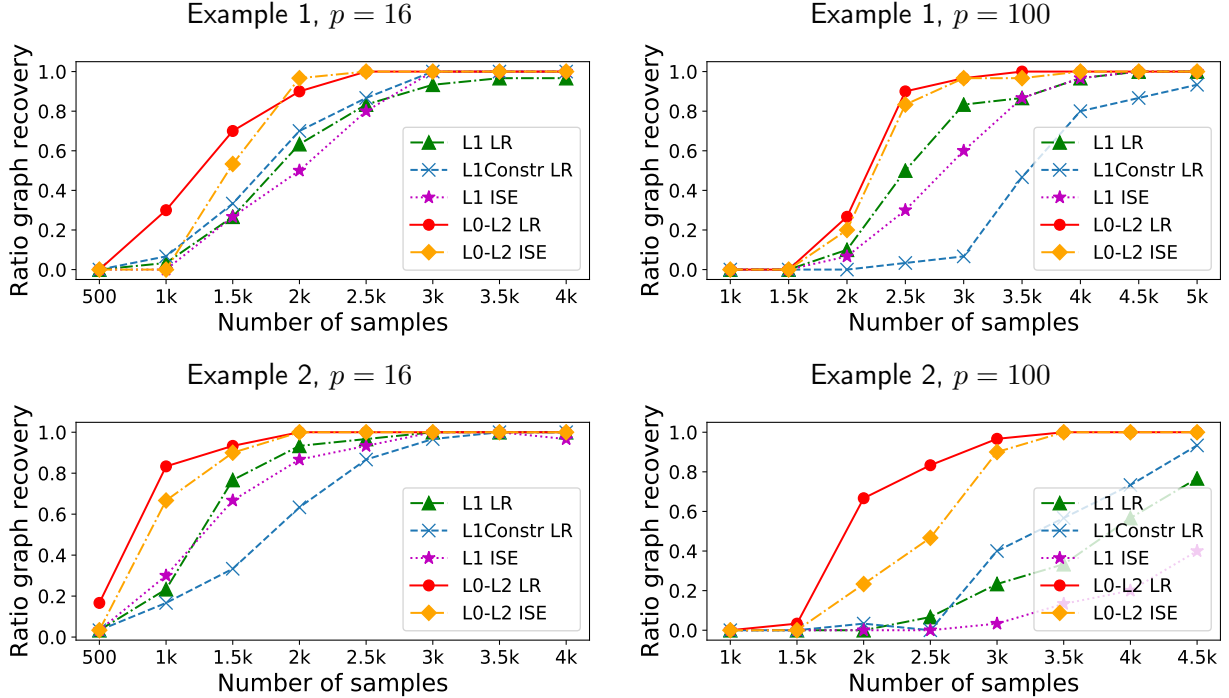 Example 1, p = 16
Ratio graph recovery
1.0
0.8
0.6
0.4
0.2
0.0
L1 LR
L1Constr LR
L1 ISE
L0-L2 LR
L0-L2 ISE
500 1k 1.5k 2k 2.5k 3k 3.5k 4k
Number of samples
Example 1, p = 100
Ratio graph recovery
1.0
0.8
0.6
0.4
0.2
0.0
L1 LR
L1Constr LR
L1 ISE
L0-L2 LR
L0-L2 ISE
1k 1.5k 2k 2.5k 3k 3.5k 4k 4.5k 5k
Number of samples
Example 2, p = 16
Ratio graph recovery
1.0
0.8
0.6
0.4
0.2
0.0
L1 LR
L1Constr LR
L1 ISE
L0-L2 LR
L0-L2 ISE
500 1k 1.5k 2k 2.5k 3k 3.5k 4k
Number of samples
Example 2, p = 100
Ratio graph recovery
1.0
0.8
0.6
0.4
0.2
0.0
L1 LR
L1Constr LR
L1 ISE
L0-L2 LR
L0-L2 ISE
1k 1.5k 2k 2.5k 3k 3.5k 4k 4.5k
Number of samples